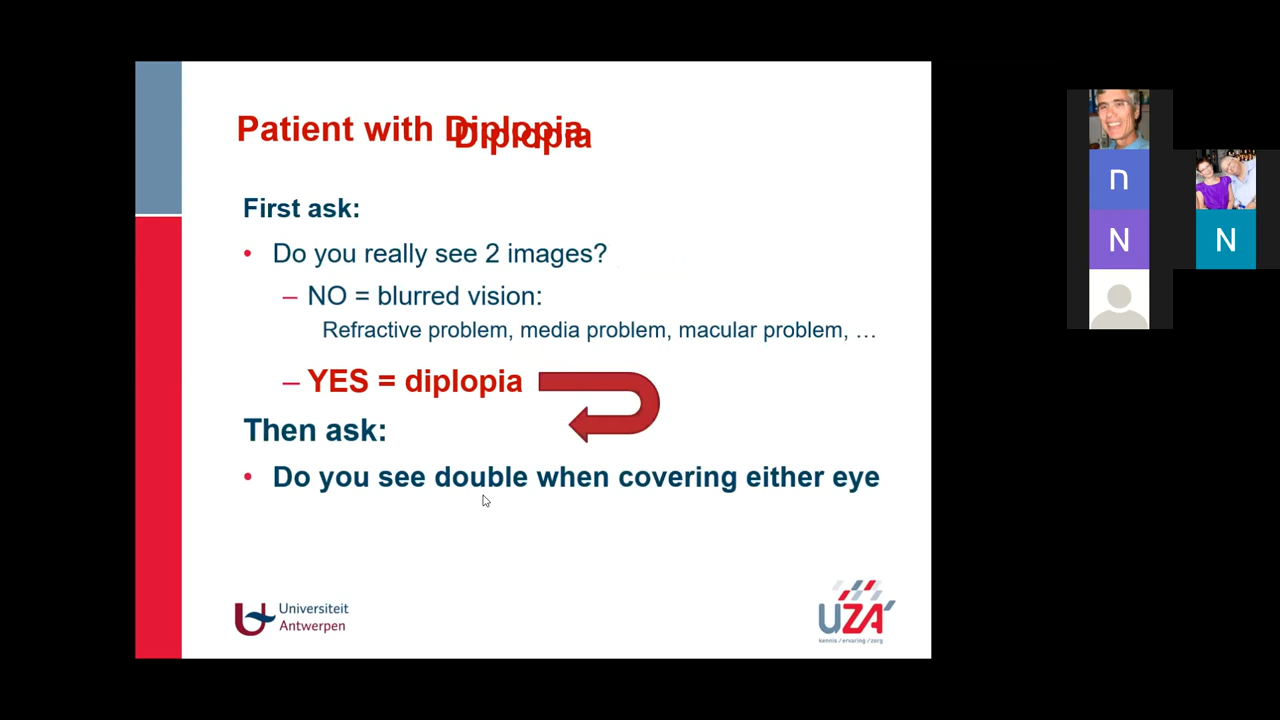 Patient with Diplopia
Diplopia
First ask:
• Do you really see 2 images?
– NO = blurred vision:
Refractive problem, media problem, macular problem, …
– YES = diplopia
Then ask:
• Do you see double when covering either eye
Universiteit
Antwerpen
UZA'
kennis / ervaring / zorg
n
N
N